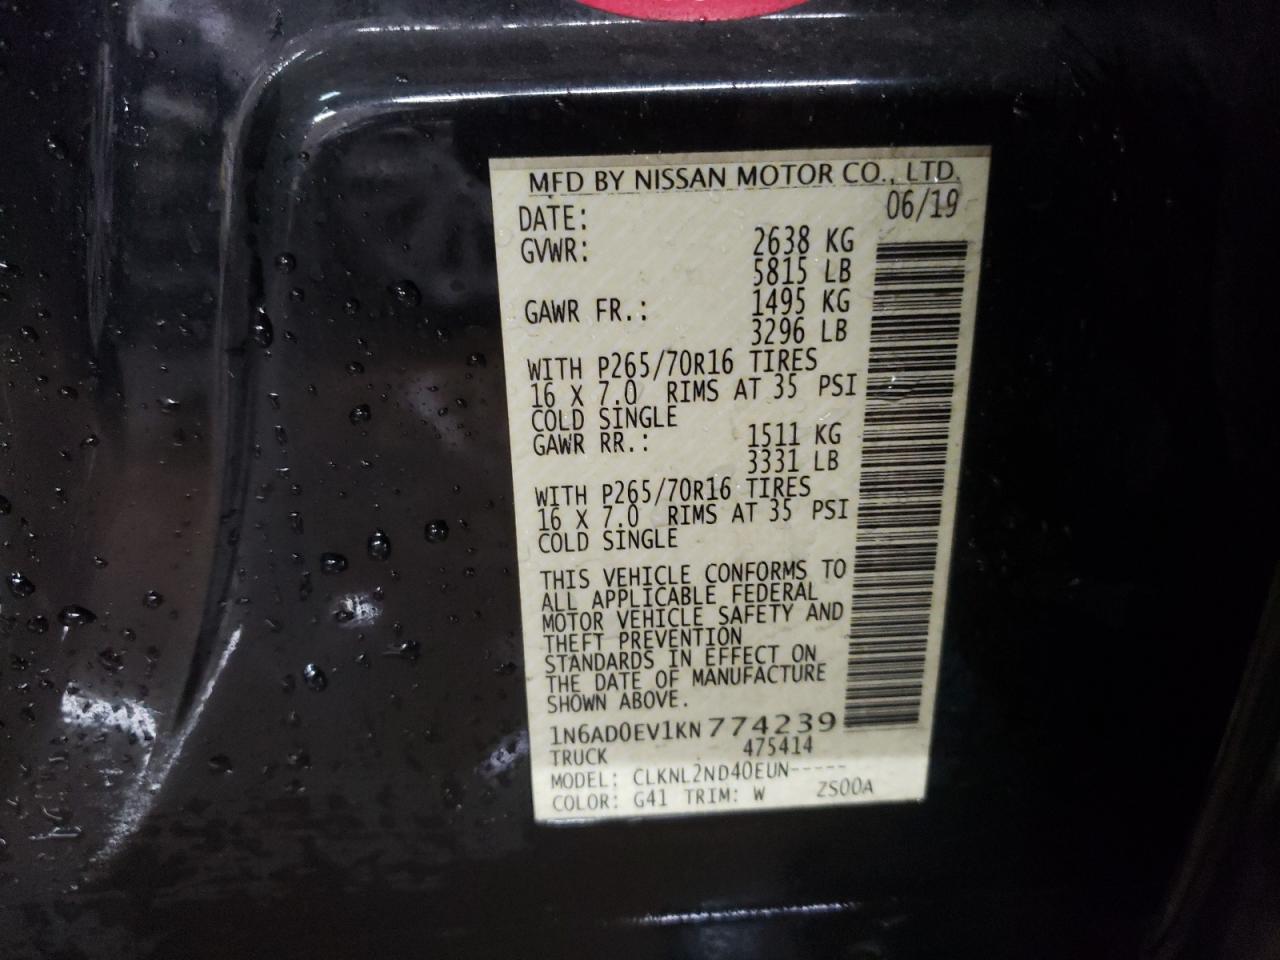 MFD BY NISSAN MOTOR CO., LTD.
DATE: 06/19
GVWR: 2638 KG
5815 LB
GAWR FR.: 1495 KG
3296 LB
WITH P265/70R16 TIRES
16 X 7.0 RIMS AT 35 PSI
COLD SINGLE
GAWR RR.: 1511 KG
3331 LB
WITH P265/70R16 TIRES
16 X 7.0 RIMS AT 35 PSI
COLD SINGLE
THIS VEHICLE CONFORMS TO
ALL APPLICABLE FEDERAL
MOTOR VEHICLE SAFETY AND
THEFT PREVENTION
STANDARDS IN EFFECT ON
THE DATE OF MANUFACTURE
SHOWN ABOVE.
1N6AD0EV1KN774239
TRUCK 475414
MODEL: CLKNL2ND40EUN-----
COLOR: G41 TRIM: W ZS00A